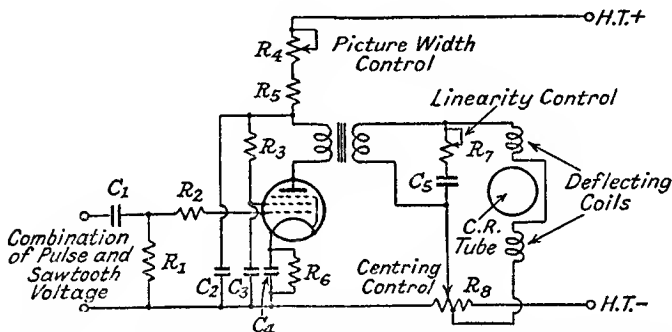 H.T.+
R4
Picture Width
Control
R5
Linearity Control
R3
R7
C5
C1
R2
Deflecting
Coils
C.R.
Tube
Combination
of Pulse and
Sawtooth
Voltage
R1
C2
C3
C4
R6
Centring
Control
R8
H.T.-